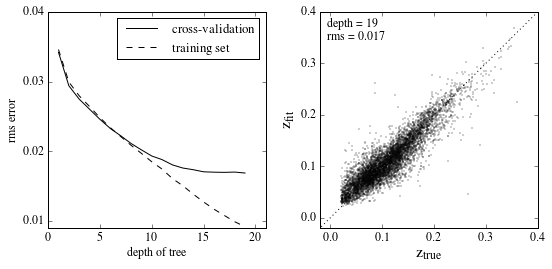 0.04
0.03
0.02
0.01
rms error
cross-validation
training set
0
5
10
15
20
depth of tree
0.4
0.3
0.2
0.1
0.0
z_fit
depth = 19
rms = 0.017
0.0
0.1
0.2
0.3
0.4
z_true